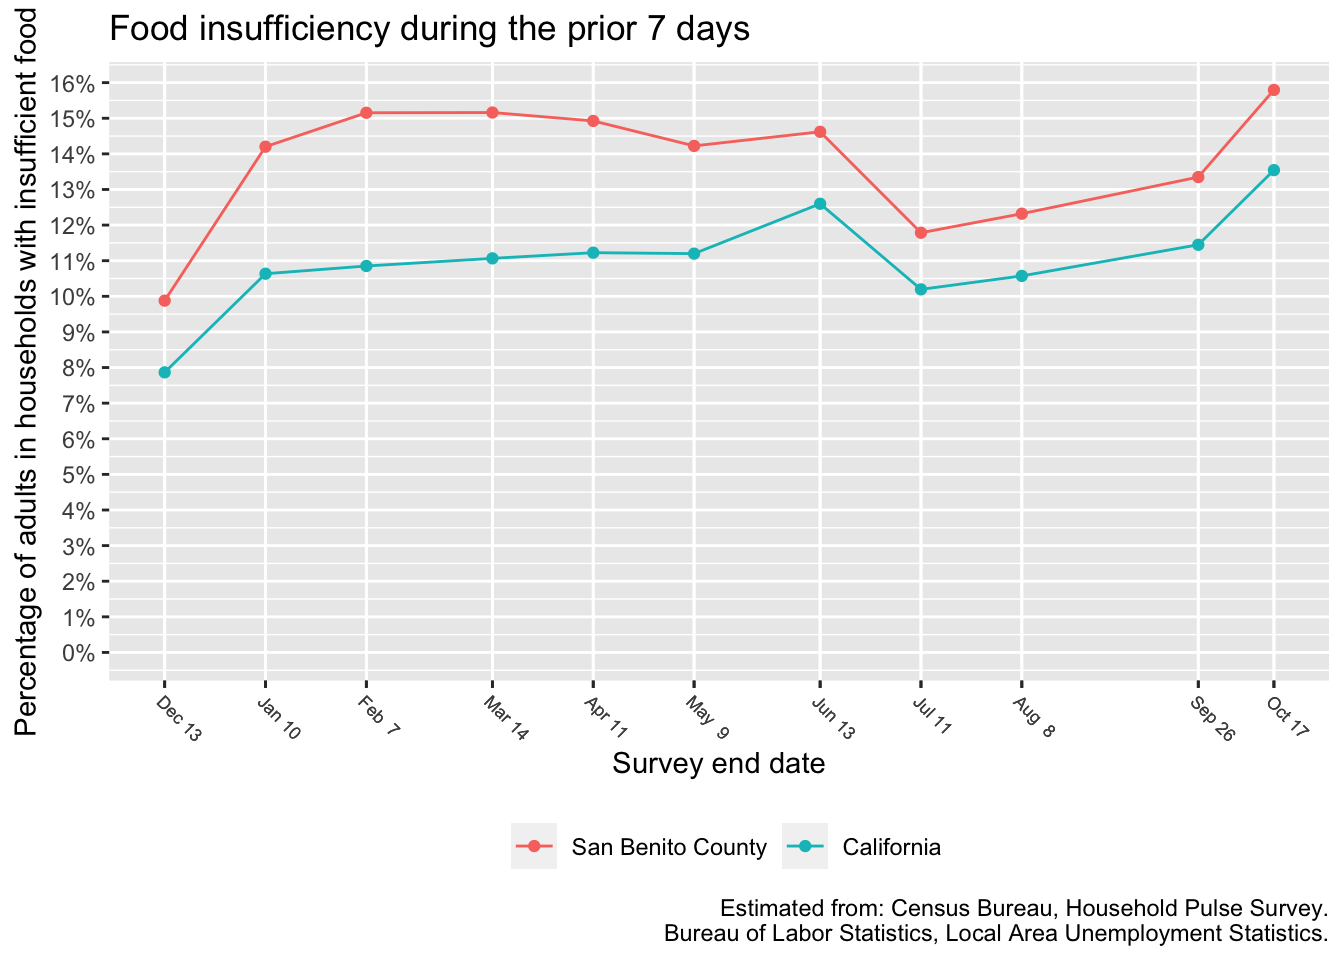 Food insufficiency during the prior 7 days
Percentage of adults in households with insufficient food
16%
15%
14%
13%
12%
11%
10%
9%
8%
7%
6%
5%
4%
3%
2%
1%
0%
Dec 13
Jan 10
Feb 7
Mar 14
Apr 11
May 9
Jun 13
Jul 11
Aug 8
Sep 26
Oct 17
Survey end date
San Benito County
California
Estimated from: Census Bureau, Household Pulse Survey.
Bureau of Labor Statistics, Local Area Unemployment Statistics.